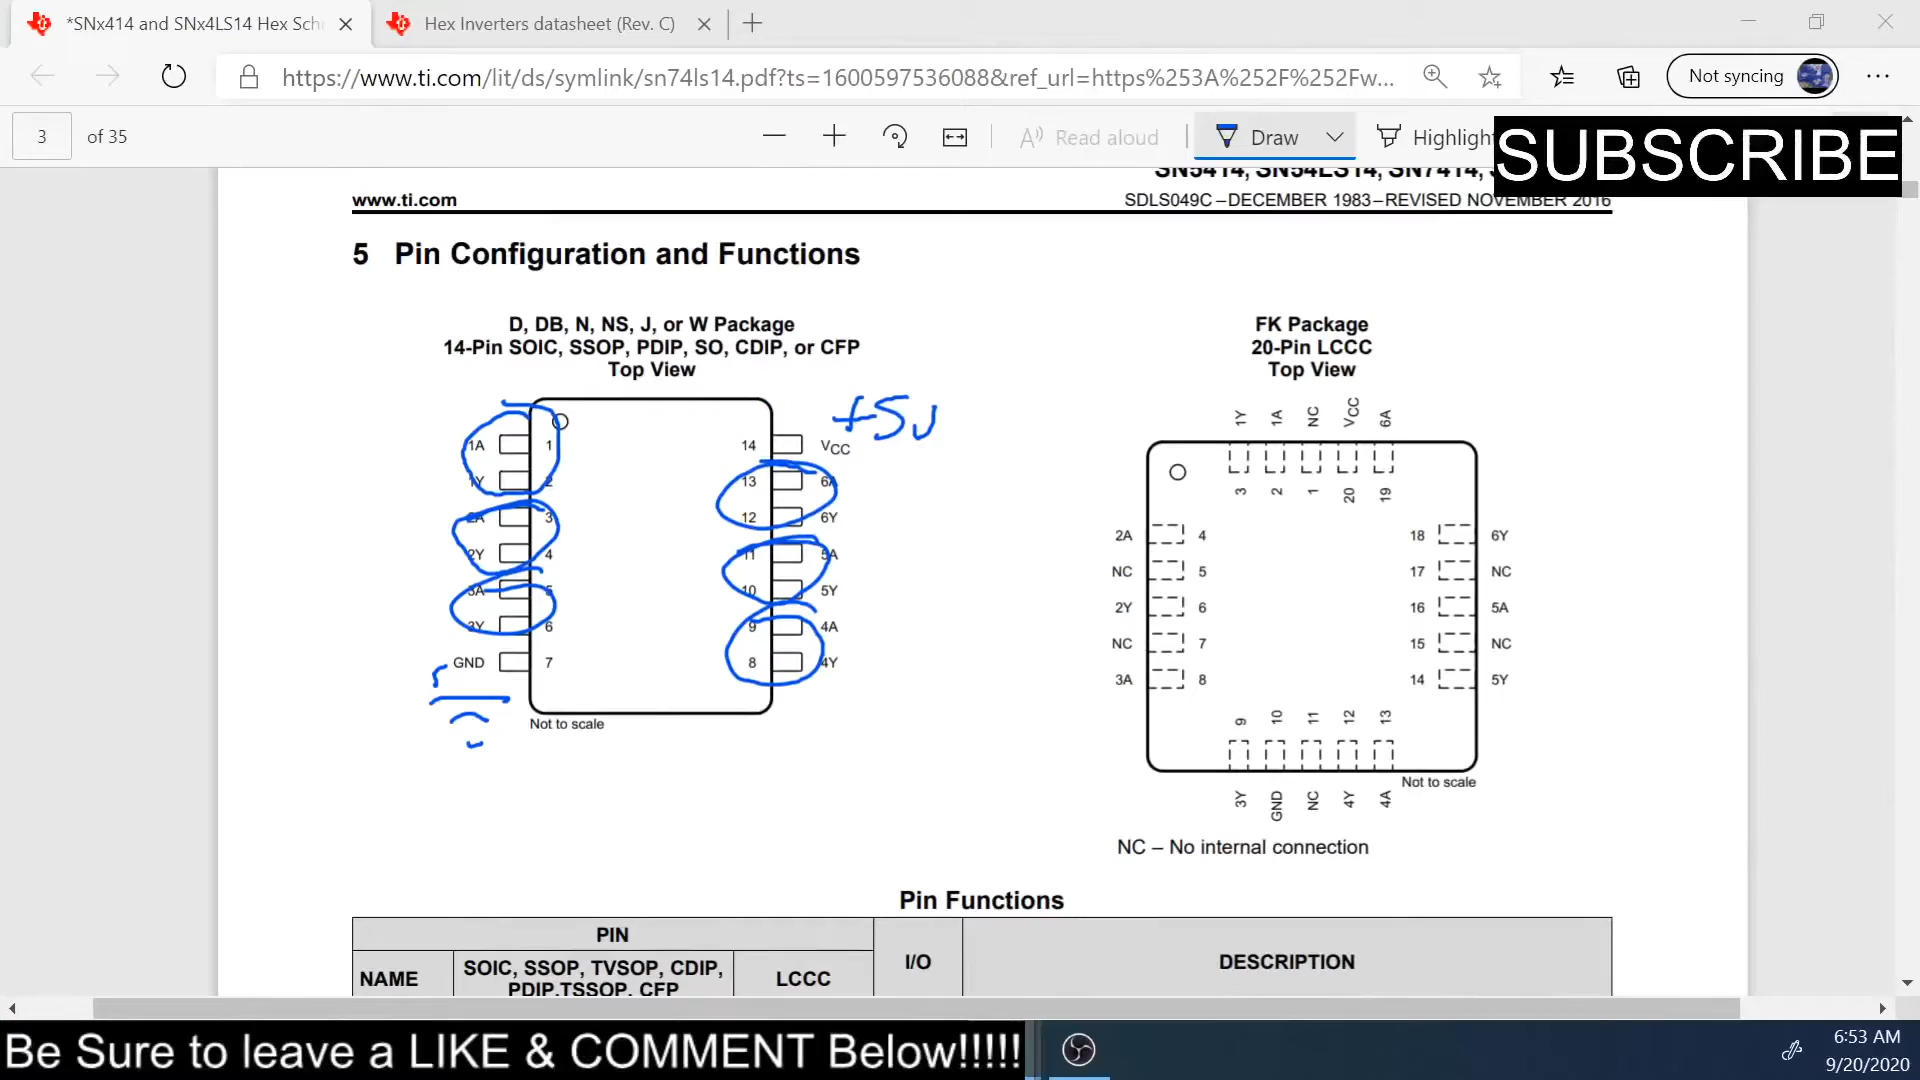 *SNx414 and SNx4LS14 Hex Sch
Hex Inverters datasheet (Rev. C)
https://www.ti.com/lit/ds/symlink/sn74ls14.pdf?ts=1600597536088&ref_url=https%253A%252F%252Fw...
Not syncing
3 of 35
Read aloud
Draw
Highlight
SUBSCRIBE
SN5414, SN54LS14, SN7414,
www.ti.com
SDLS049C – DECEMBER 1983 – REVISED NOVEMBER 2016
5 Pin Configuration and Functions
D, DB, N, NS, J, or W Package
14-Pin SOIC, SSOP, PDIP, SO, CDIP, or CFP
Top View
+5v
1A 1 14 VCC
1Y 2 13 6A
2A 3 12 6Y
2Y 4 11 5A
3A 5 10 5Y
3Y 6 9 4A
GND 7 8 4Y
Not to scale
FK Package
20-Pin LCCC
Top View
1Y 1A NC VCC 6A
3 2 1 20 19
2A 4 18 6Y
NC 5 17 NC
2Y 6 16 5A
NC 7 15 NC
3A 8 14 5Y
9 10 11 12 13
3Y GND NC 4Y 4A
Not to scale
NC – No internal connection
Pin Functions
PIN
I/O
DESCRIPTION
NAME
SOIC, SSOP, TVSOP, CDIP,
PDIP,TSSOP, CFP
LCCC
Be Sure to leave a LIKE & COMMENT Below!!!!!
6:53 AM
9/20/2020